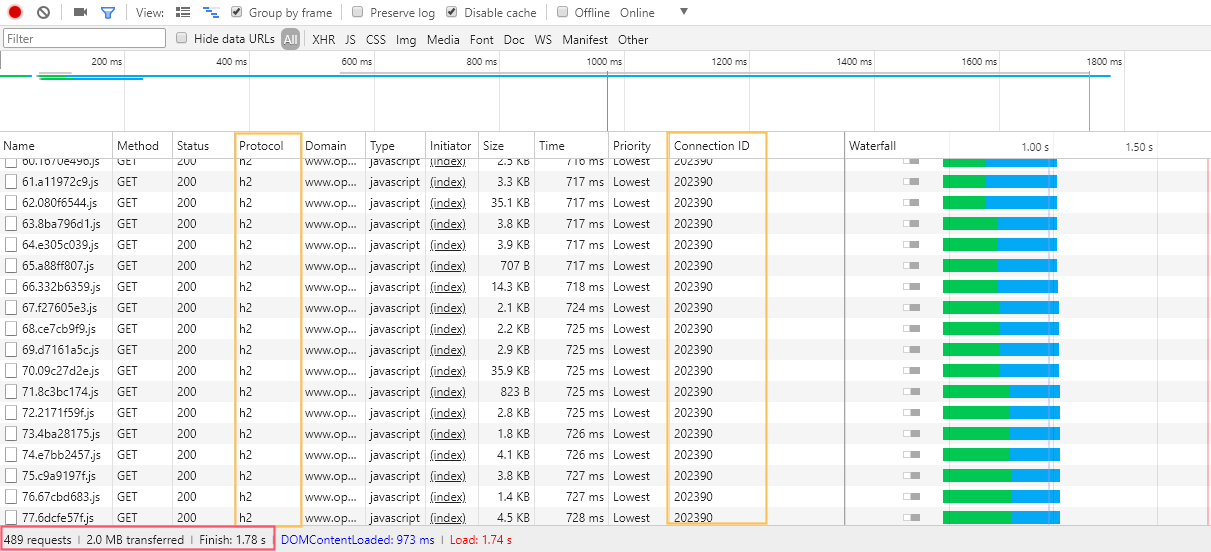 View: Group by frame Preserve log Disable cache Offline Online
Filter Hide data URLs All XHR JS CSS Img Media Font Doc WS Manifest Other
200 ms 400 ms 600 ms 800 ms 1000 ms 1200 ms 1400 ms 1600 ms 1800 ms
Name Method Status Protocol Domain Type Initiator Size Time Priority Connection ID Waterfall 1.00 s 1.50 s
60.1670e496.js GET 200 h2 www.op... javascript (index) 2.5 KB 716 ms Lowest 202390
61.a11972c9.js GET 200 h2 www.op... javascript (index) 3.3 KB 717 ms Lowest 202390
62.080f6544.js GET 200 h2 www.op... javascript (index) 35.1 KB 717 ms Lowest 202390
63.8ba796d1.js GET 200 h2 www.op... javascript (index) 3.8 KB 717 ms Lowest 202390
64.e305c039.js GET 200 h2 www.op... javascript (index) 3.9 KB 717 ms Lowest 202390
65.a88ff807.js GET 200 h2 www.op... javascript (index) 707 B 717 ms Lowest 202390
66.332b6359.js GET 200 h2 www.op... javascript (index) 14.3 KB 718 ms Lowest 202390
67.f27605e3.js GET 200 h2 www.op... javascript (index) 2.1 KB 724 ms Lowest 202390
68.ce7cb9f9.js GET 200 h2 www.op... javascript (index) 2.2 KB 725 ms Lowest 202390
69.d7161a5c.js GET 200 h2 www.op... javascript (index) 2.9 KB 725 ms Lowest 202390
70.09c27d2e.js GET 200 h2 www.op... javascript (index) 35.9 KB 725 ms Lowest 202390
71.8c3bc174.js GET 200 h2 www.op... javascript (index) 823 B 725 ms Lowest 202390
72.2171f59f.js GET 200 h2 www.op... javascript (index) 2.8 KB 725 ms Lowest 202390
73.4ba28175.js GET 200 h2 www.op... javascript (index) 1.8 KB 726 ms Lowest 202390
74.e7bb2457.js GET 200 h2 www.op... javascript (index) 4.1 KB 726 ms Lowest 202390
75.c9a9197f.js GET 200 h2 www.op... javascript (index) 3.8 KB 727 ms Lowest 202390
76.67cbd683.js GET 200 h2 www.op... javascript (index) 1.4 KB 727 ms Lowest 202390
77.6dcfe57f.js GET 200 h2 www.op... javascript (index) 4.5 KB 728 ms Lowest 202390
489 requests | 2.0 MB transferred | Finish: 1.78 s | DOMContentLoaded: 973 ms | Load: 1.74 s